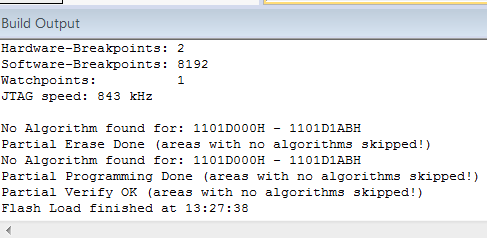 Build Output
Hardware-Breakpoints: 2
Software-Breakpoints: 8192
Watchpoints:          1
JTAG speed: 843 kHz

No Algorithm found for: 1101D000H - 1101D1ABH
Partial Erase Done (areas with no algorithms skipped!)
No Algorithm found for: 1101D000H - 1101D1ABH
Partial Programming Done (areas with no algorithms skipped!)
Partial Verify OK (areas with no algorithms skipped!)
Flash Load finished at 13:27:38